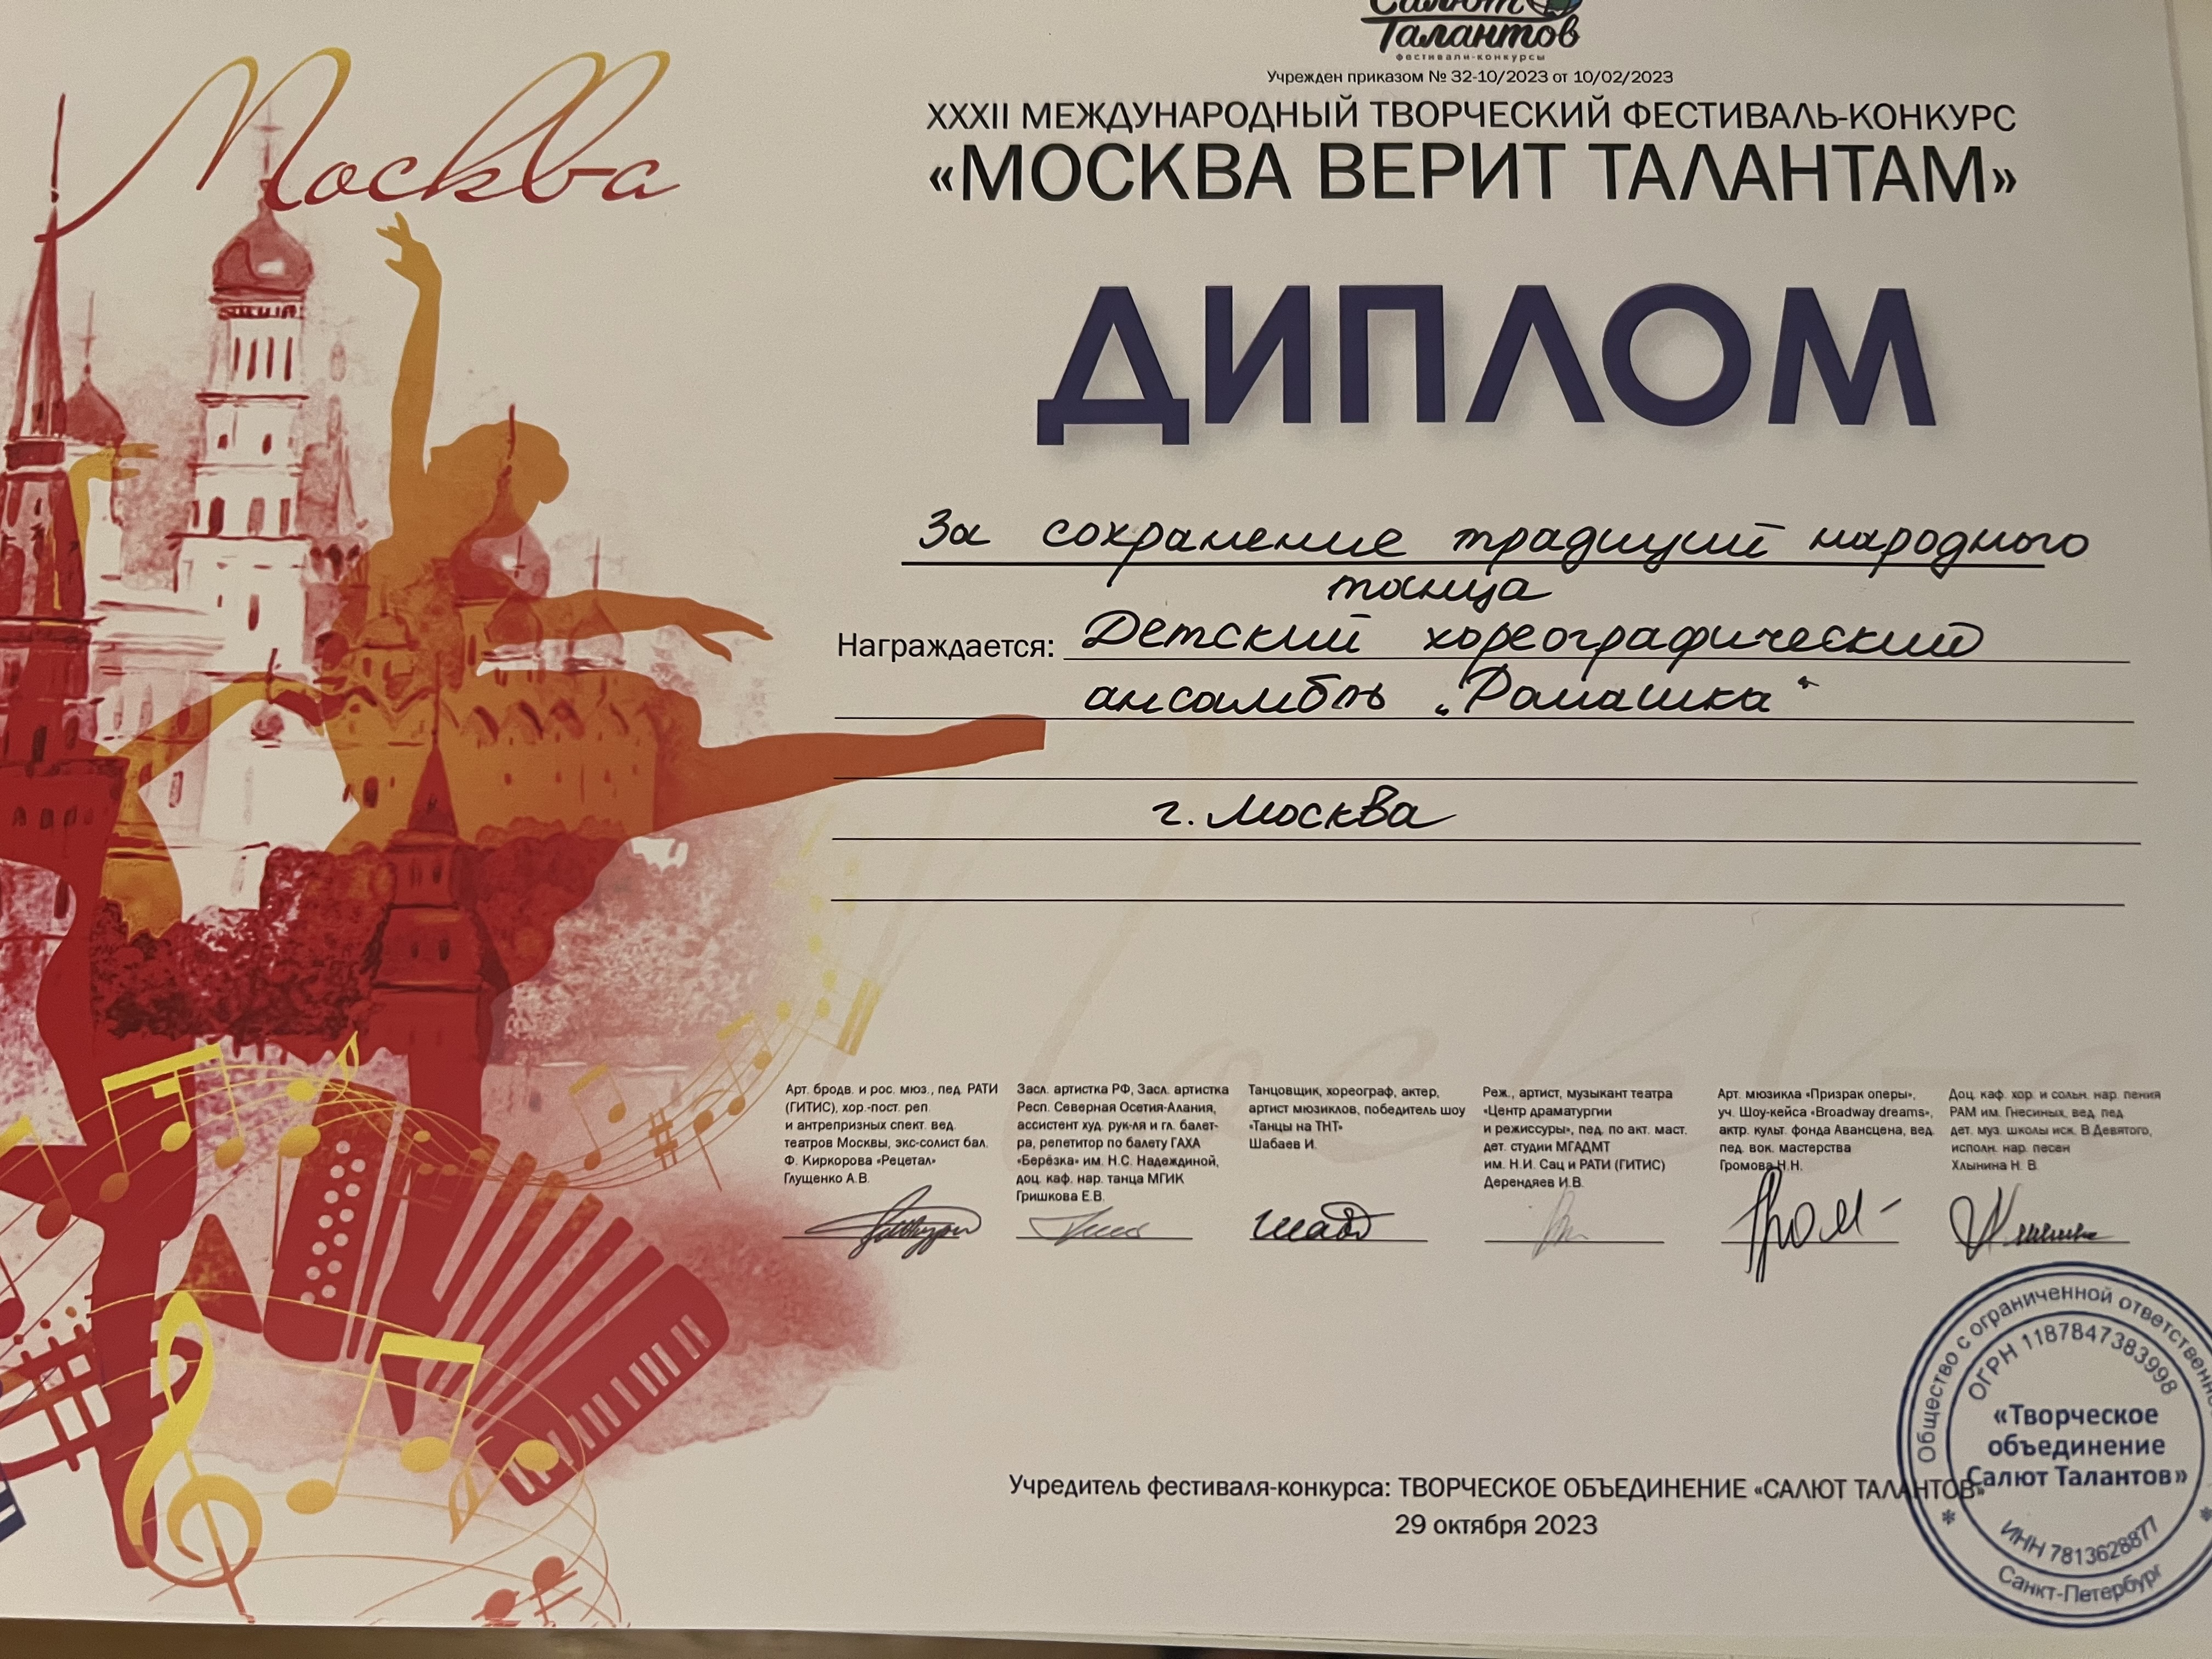 Москва
Салют
Талантов
фестивали-конкурсы
Учрежден приказом № 32-10/2023 от 10/02/2023
XXXII МЕЖДУНАРОДНЫЙ ТВОРЧЕСКИЙ ФЕСТИВАЛЬ-КОНКУРС
«МОСКВА ВЕРИТ ТАЛАНТАМ»
ДИПЛОМ
За сохранение традиций народного
танца
Награждается: Детский хореографический
ансамбль „Ромашка"
г. Москва
Арт. бродв. и рос. мюз., пед. РАТИ
(ГИТИС), хор.-пост. реп.
и антрепризных спект. вед.
театров Москвы, экс-солист бал.
Ф. Киркорова «Рецетал»
Глущенко А.В.
Засл. артистка РФ, Засл. артистка
Респ. Северная Осетия-Алания,
ассистент худ. рук-ля и гл. балет-
ра, репетитор по балету ГАХА
«Берёзка» им. Н.С. Надеждиной,
доц. каф. нар. танца МГИК
Гришкова Е.В.
Танцовщик, хореограф, актер,
артист мюзиклов, победитель шоу
«Танцы на ТНТ»
Шабаев И.
Реж., артист, музыкант театра
«Центр драматургии
и режиссуры», пед. по акт. маст.
дет. студии МГАДМТ
им. Н.И. Сац и РАТИ (ГИТИС)
Дерендяев И.В.
Арт. мюзикла «Призрак оперы»,
уч. Шоу-кейса «Broadway dreams»,
актр. культ. фонда Авансцена, вед.
пед. вок. мастерства
Громова Н.Н.
Доц. каф. хор. и сольн. нар. пения
РАМ им. Гнесиных, вед. пед.
дет. муз. школы иск. В.Девятого,
исполн. нар. песен
Хлынина Н. В.
Общество с ограниченной ответственно
ОГРН 1187847383998
«Творческое
объединение
Салют Талантов»
ИНН 7813628877
Санкт-Петербург
Учредитель фестиваля-конкурса: ТВОРЧЕСКОЕ ОБЪЕДИНЕНИЕ «САЛЮТ ТАЛАНТОВ»
29 октября 2023